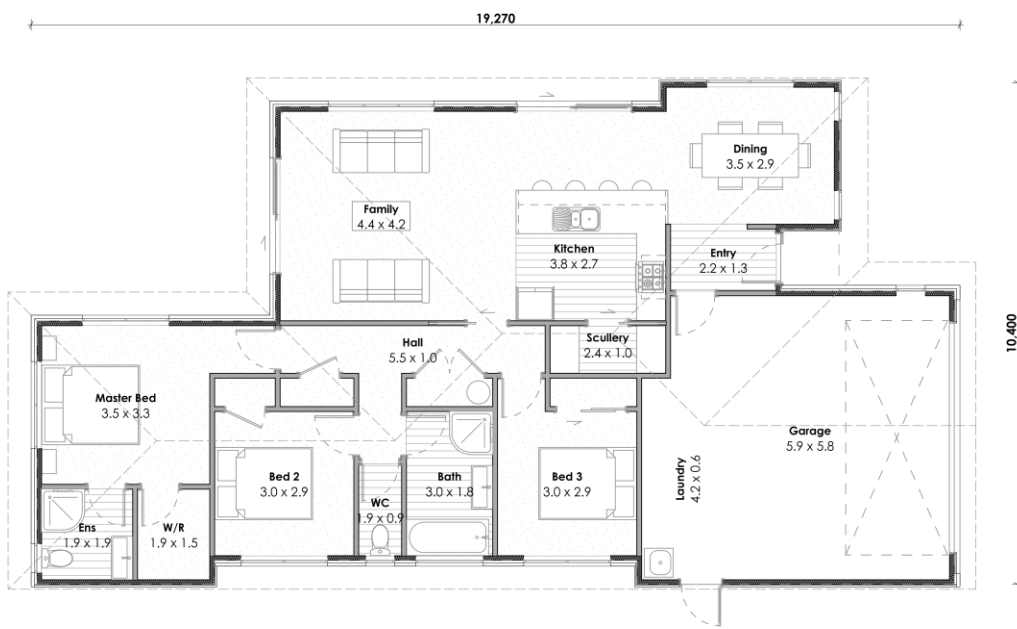 19,270
Dining
3.5 x 2.9
Family
4.4 x 4.2
Kitchen
3.8 x 2.7
Entry
2.2 x 1.3
10,400
Hall
5.5 x 1.0
Scullery
2.4 x 1.0
Master Bed
3.5 x 3.3
Garage
5.9 x 5.8
Bed 2
3.0 x 2.9
Bath
3.0 x 1.8
Bed 3
3.0 x 2.9
Laundry
4.2 x 0.6
WC
1.9 x 0.9
Ens
1.9 x 1.9
W/R
1.9 x 1.5